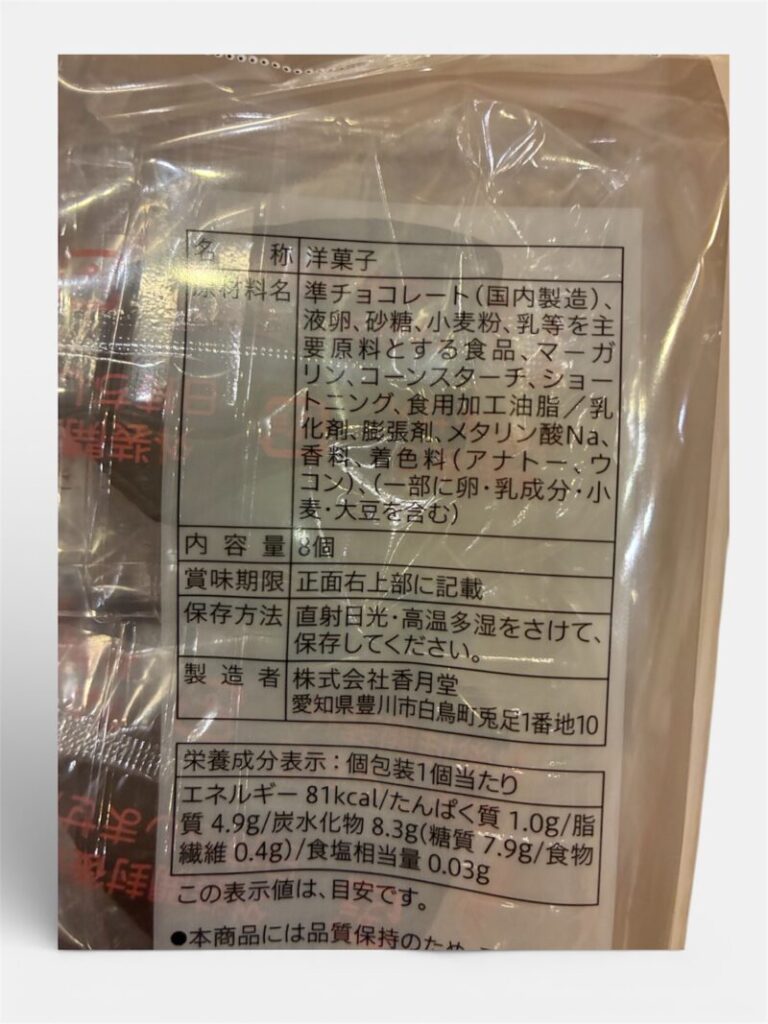 名称 洋菓子
原材料名 準チョコレート(国内製造)、
液卵、砂糖、小麦粉、乳等を主
要原料とする食品、マーガ
リン、コーンスターチ、ショー
トニング、食用加工油脂/乳
化剤、膨張剤、メタリン酸Na、
香料、着色料(アナトー、ウ
コン)、(一部に卵・乳成分・小
麦・大豆を含む)
内容量 8個
賞味期限 正面右上部に記載
保存方法 直射日光・高温多湿をさけて、
保存してください。
製造者 株式会社香月堂
愛知県豊川市白鳥町兎足1番地10
栄養成分表示:個包装1個当たり
エネルギー 81kcal/たんぱく質 1.0g/脂
質 4.9g/炭水化物 8.3g(糖質 7.9g/食物
繊維 0.4g)/食塩相当量 0.03g
この表示値は、目安です。
●本商品には品質保持のため